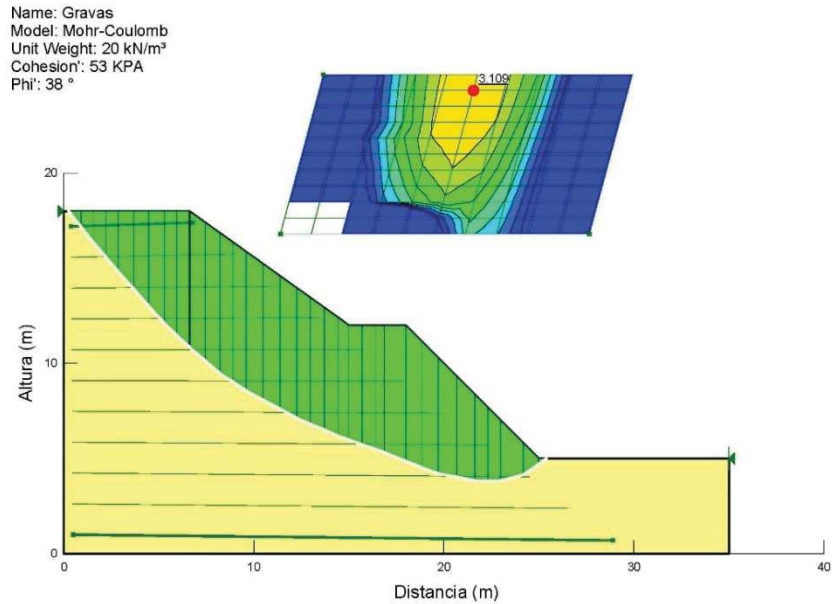 Name: Gravas
Model: Mohr-Coulomb
Unit Weight: 20 kN/m³
Cohesion': 53 KPA
Phi': 38 °
3.109
20
10
0
Altura (m)
0
10
20
30
40
Distancia (m)